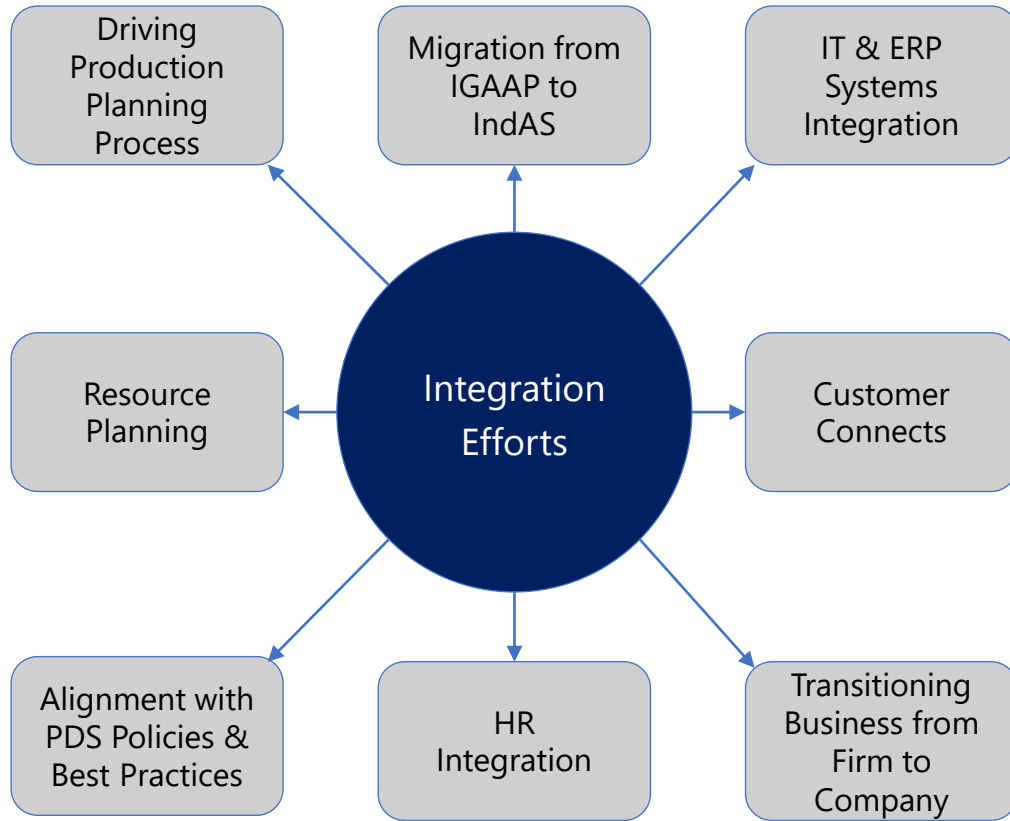 Driving
Production
Planning
Process
Migration from
IGAAP to
IndAS
IT & ERP
Systems
Integration
Resource
Planning
Integration
Efforts
Customer
Connects
Alignment with
PDS Policies &
Best Practices
HR
Integration
Transitioning
Business from
Firm to
Company